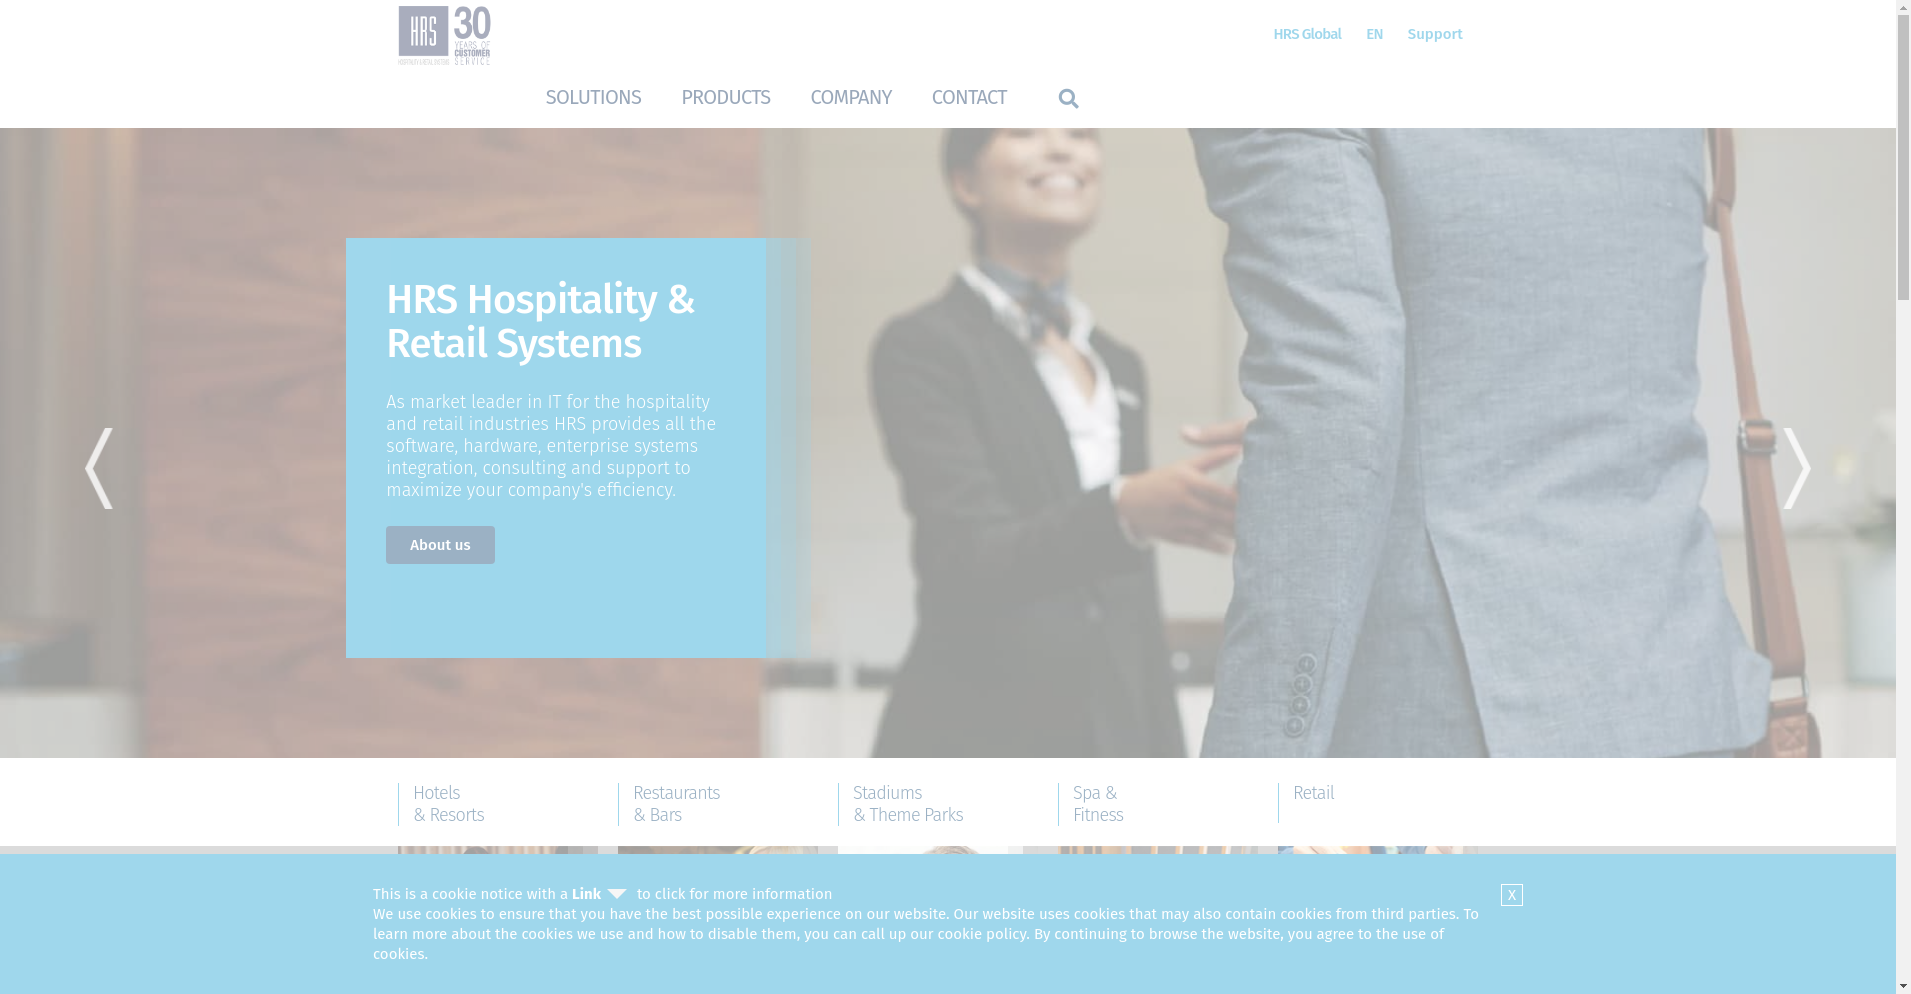 HRS
30
YEARS OF
CUSTOMER
SERVICE
HOSPITALITY & RETAIL SYSTEMS
HRS Global
EN
Support
SOLUTIONS
PRODUCTS
COMPANY
CONTACT
HRS Hospitality &
Retail Systems
As market leader in IT for the hospitality
and retail industries HRS provides all the
software, hardware, enterprise systems
integration, consulting and support to
maximize your company's efficiency.
About us
Hotels
& Resorts
Restaurants
& Bars
Stadiums
& Theme Parks
Spa &
Fitness
Retail
This is a cookie notice with a Link to click for more information
X
We use cookies to ensure that you have the best possible experience on our website. Our website uses cookies that may also contain cookies from third parties. To
learn more about the cookies we use and how to disable them, you can call up our cookie policy. By continuing to browse the website, you agree to the use of
cookies.